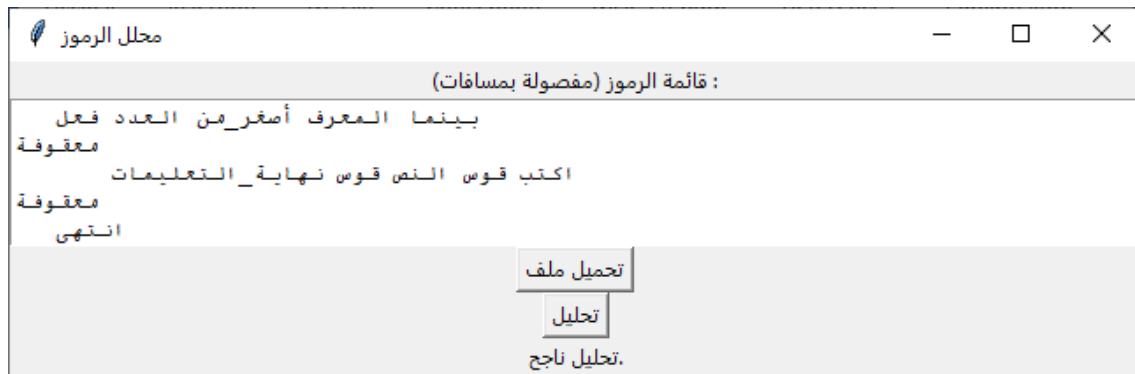 محلل الرموز
قائمة الرموز (مفصولة بمسافات) :
بينما المعرف أصغر_من العدد فعل
معقوفة
اكتب قوس النص قوس نهاية_التعليمات
معقوفة
انتهى
تحميل ملف
تحليل
تحليل ناجح.